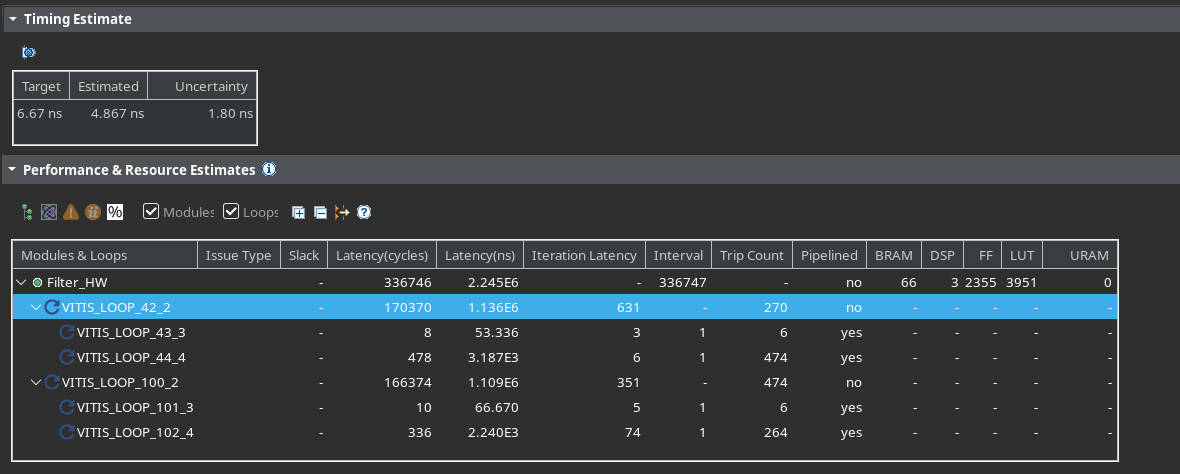 Timing Estimate
Target Estimated Uncertainty
6.67 ns 4.867 ns 1.80 ns
Performance & Resource Estimates
% Modules Loops
Modules & Loops Issue Type Slack Latency(cycles) Latency(ns) Iteration Latency Interval Trip Count Pipelined BRAM DSP FF LUT URAM
Filter_HW - 336746 2.245E6 - 336747 - no 66 3 2355 3951 0
VITIS_LOOP_42_2 - 170370 1.136E6 631 - 270 no - - - - -
VITIS_LOOP_43_3 - 8 53.336 3 1 6 yes - - - - -
VITIS_LOOP_44_4 - 478 3.187E3 6 1 474 yes - - - - -
VITIS_LOOP_100_2 - 166374 1.109E6 351 - 474 no - - - - -
VITIS_LOOP_101_3 - 10 66.670 5 1 6 yes - - - - -
VITIS_LOOP_102_4 - 336 2.240E3 74 1 264 yes - - - - -